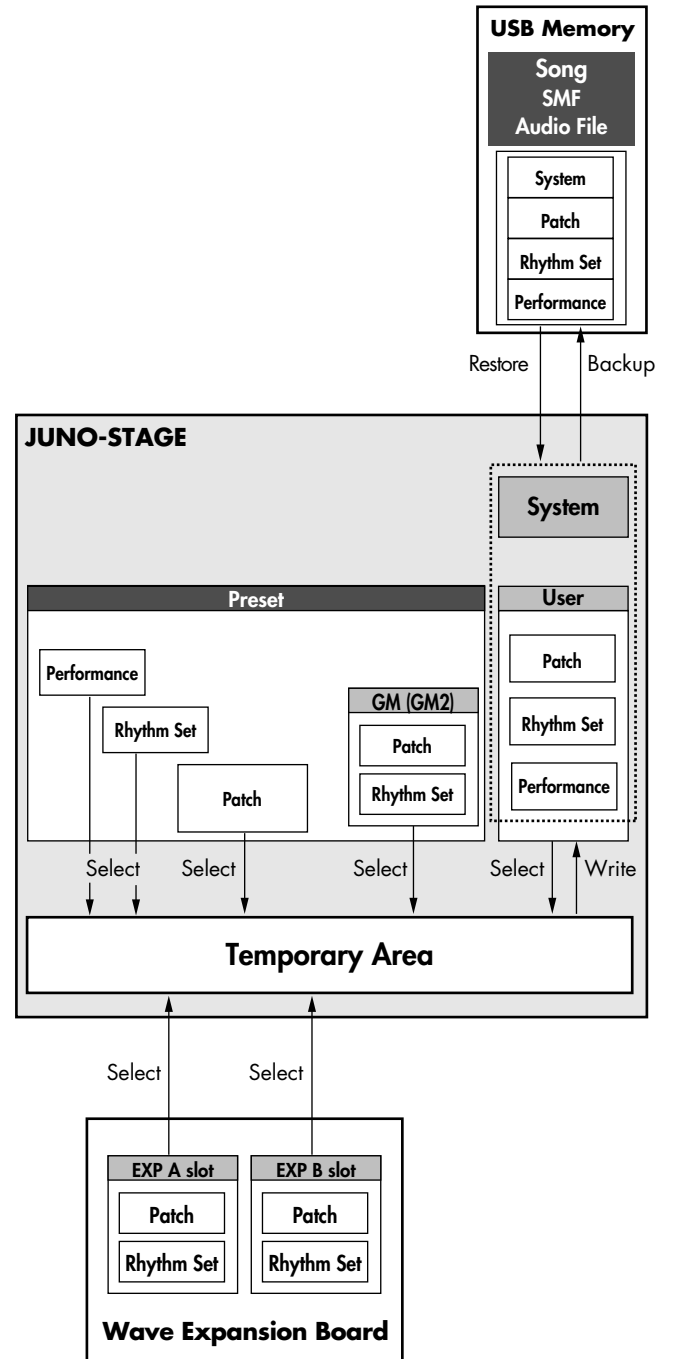 USB Memory
Song
SMF
Audio File
System
Patch
Rhythm Set
Performance
Restore
Backup
JUNO-STAGE
System
Preset
User
Performance
Rhythm Set
Patch
GM (GM2)
Patch
Rhythm Set
Patch
Rhythm Set
Performance
Select
Select
Select
Select
Write
Temporary Area
Select
Select
EXP A slot
Patch
Rhythm Set
EXP B slot
Patch
Rhythm Set
Wave Expansion Board